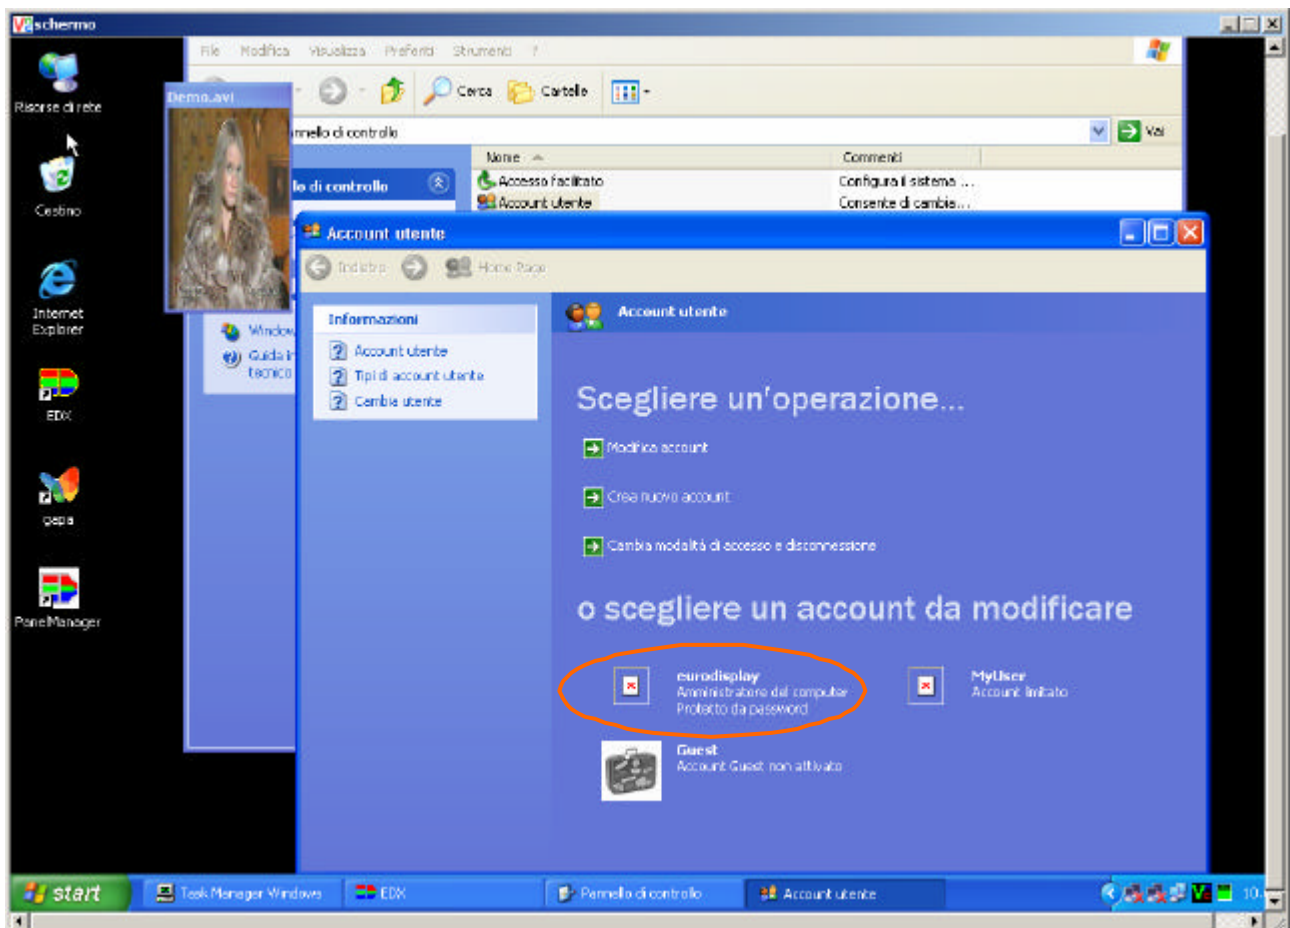 schermo
File Modifica Visualizza Preferiti Strumenti ?
Cerca Cartelle
nnello di controllo
Vai
Risorse di rete
Demo.avi
Nome Commenti
lo di controllo
Accesso facilitato Configura il sistema ...
Account utente Consente di cambia...
Cestino
Account utente
Indietro Home Page
Internet
Explorer
Window
Guida in
tecnico
Informazioni
Account utente
Tipi di account utente
Cambia utente
Account utente
EDX
Scegliere un'operazione...
Modifica account
Crea nuovo account
Cambia modalità di accesso e disconnessione
gapa
PaneManager
o scegliere un account da modificare
eurodisplay
Amministratore del computer
Protetto da password
MyUser
Account limitato
Guest
Account Guest non attivato
start
Task Manager Windows
EDX
Pannello di controllo
Account utente
10.